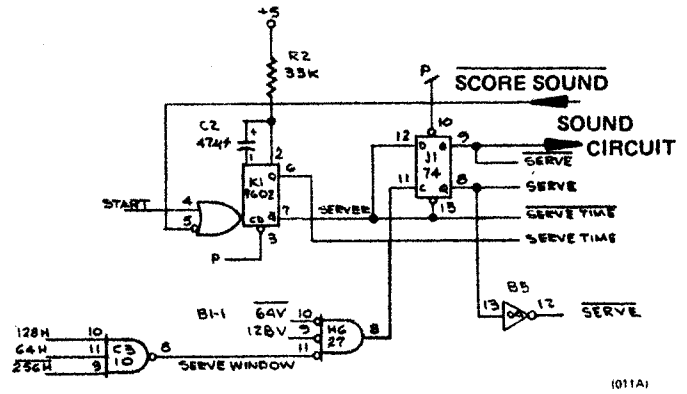 +5
R2
33K
P
SCORE SOUND
C2
47μf
+
1
2
10
12
D
Q
9
SOUND
CIRCUIT
J1
74
SERVE
K1
9602
Q
6
11
C
Q
8
SERVE
START
4
5
CD
Q
7
SERVER
13
SERVE TIME
3
P
SERVE TIME
B1-1
64V
10
128V
9
11
H6
27
8
B5
13
04
12
SERVE
128H
10
64H
11
256H
9
C3
10
8
SERVE WINDOW
(011A)